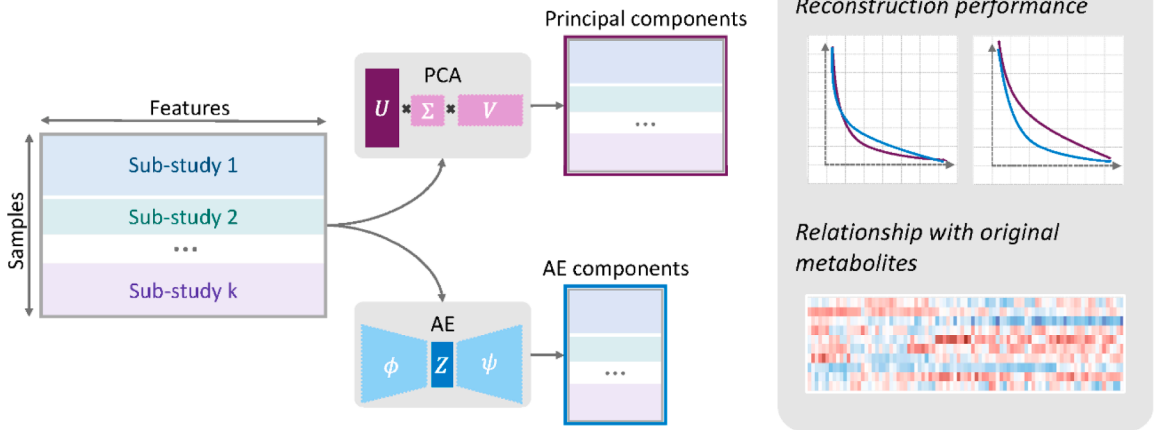 Features
Samples
Sub-study 1
Sub-study 2
...
Sub-study k
PCA
U × Σ × V
Principal components
...
AE
ϕ Z ψ
AE components
...
Reconstruction performance
Relationship with original
metabolites